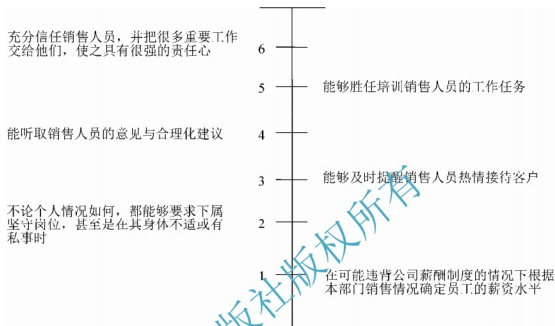 充分信任销售人员，并把很多重要工作
交给他们，使之具有很强的责任心
6
5
能够胜任培训销售人员的工作任务
能听取销售人员的意见与合理化建议
4
3
能够及时提醒销售人员热情接待客户
不论个人情况如何，都能够要求下属
坚守岗位，甚至是在其身体不适或有
私事时
2
1
在可能违背公司薪酬制度的情况下根据
本部门销售情况确定员工的薪资水平
版社版权所有